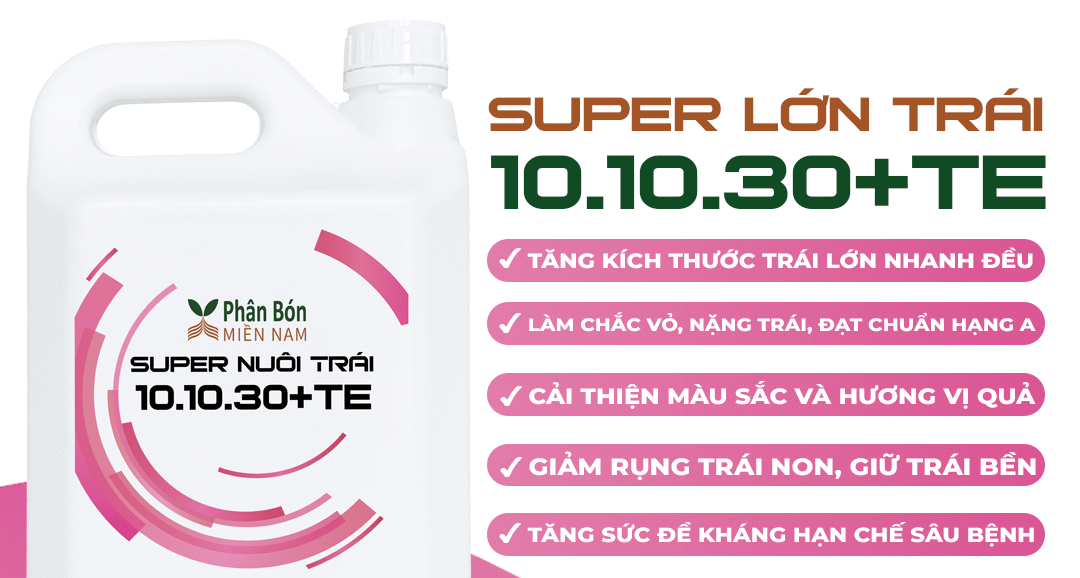 SUPER LỚN TRÁI
10.10.30+TE
✓ TĂNG KÍCH THƯỚC TRÁI LỚN NHANH ĐỀU
✓ LÀM CHẮC VỎ, NẶNG TRÁI, ĐẠT CHUẨN HẠNG A
✓ CẢI THIỆN MÀU SẮC VÀ HƯƠNG VỊ QUẢ
✓ GIẢM RỤNG TRÁI NON, GIỮ TRÁI BỀN
✓ TĂNG SỨC ĐỀ KHÁNG HẠN CHẾ SÂU BỆNH
Phân Bón
MIỀN NAM
SUPER NUÔI TRÁI
10.10.30+TE